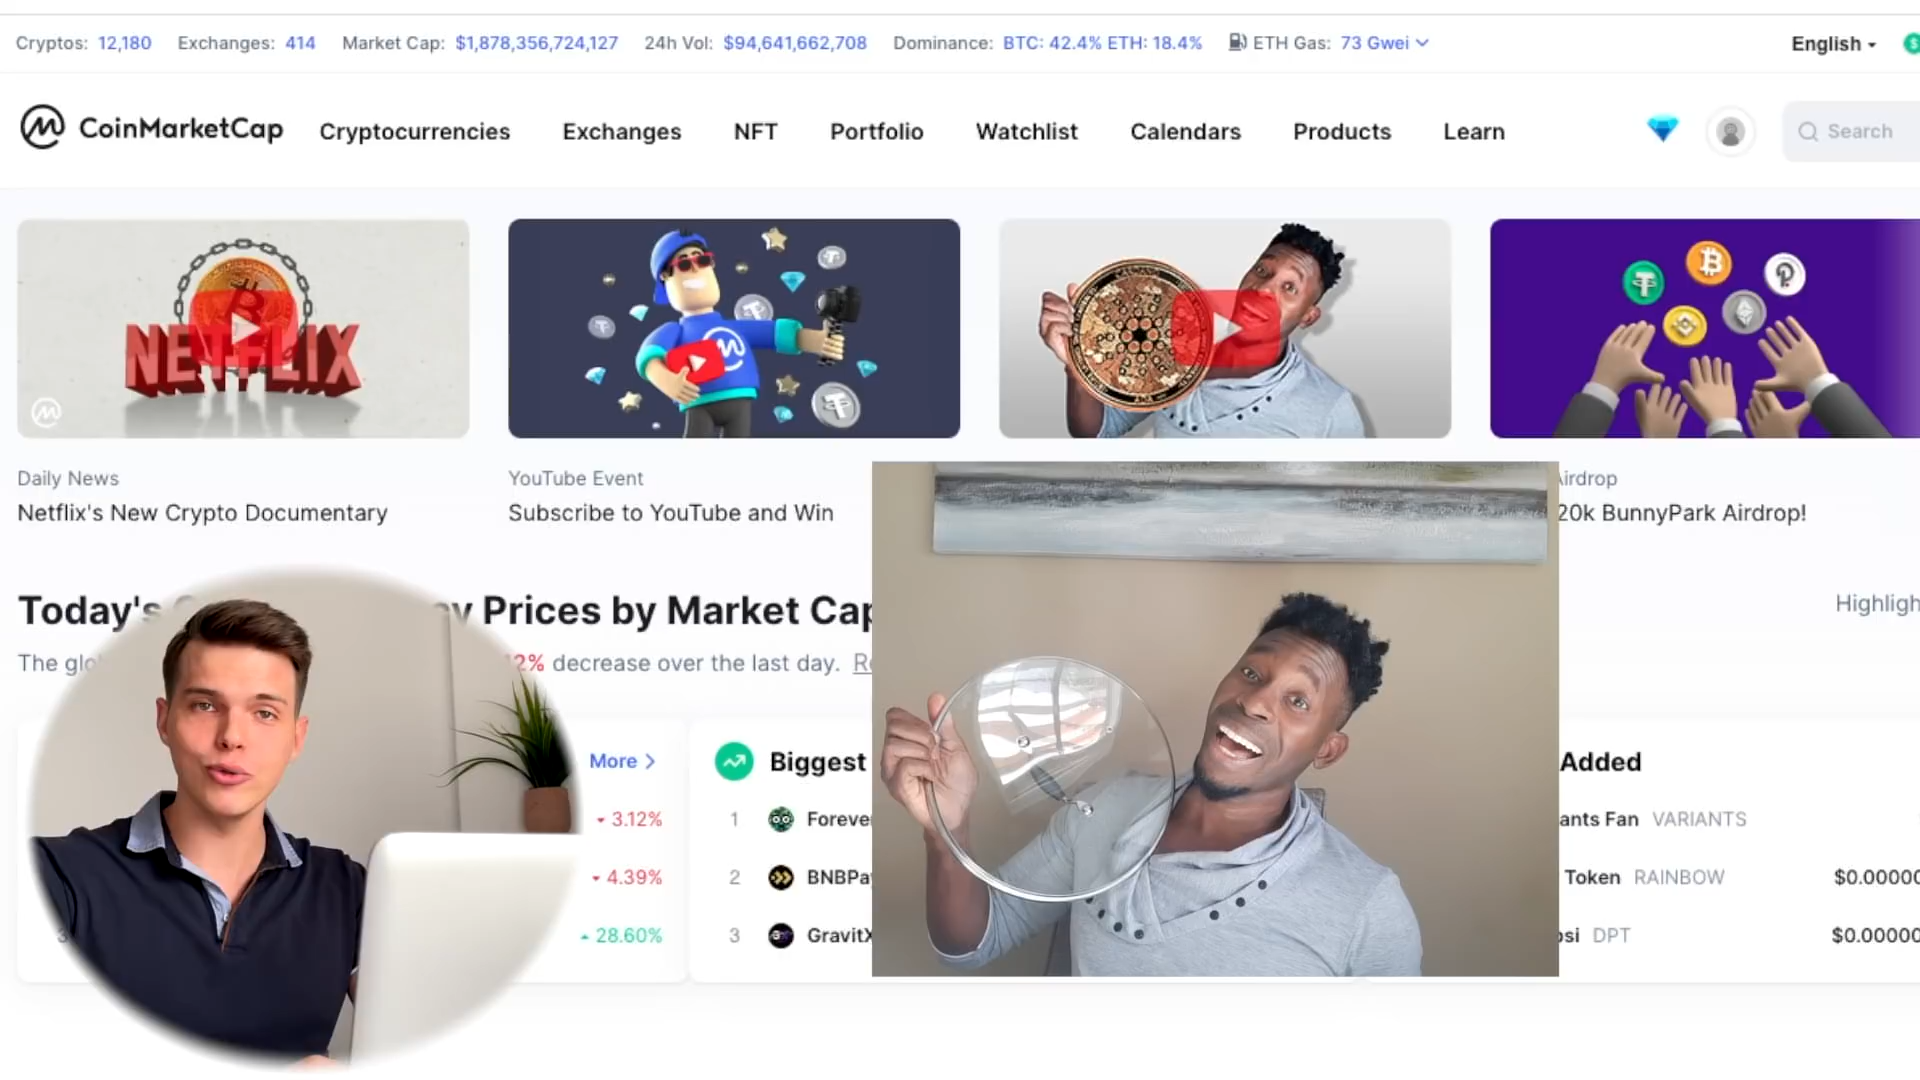 Cryptos: 12,180 Exchanges: 414 Market Cap: $1,878,356,724,127 24h Vol: $94,641,662,708 Dominance: BTC: 42.4% ETH: 18.4% ETH Gas: 73 Gwei English
CoinMarketCap Cryptocurrencies Exchanges NFT Portfolio Watchlist Calendars Products Learn Search
NETFLIX
Daily News YouTube Event Airdrop
Netflix's New Crypto Documentary Subscribe to YouTube and Win 20k BunnyPark Airdrop!
Today's Prices by Market Cap
The decrease over the last day.
More Biggest Added
3.12% 1 Fan VARIANTS
4.39% 2 Token RAINBOW
28.60% 3 DPT